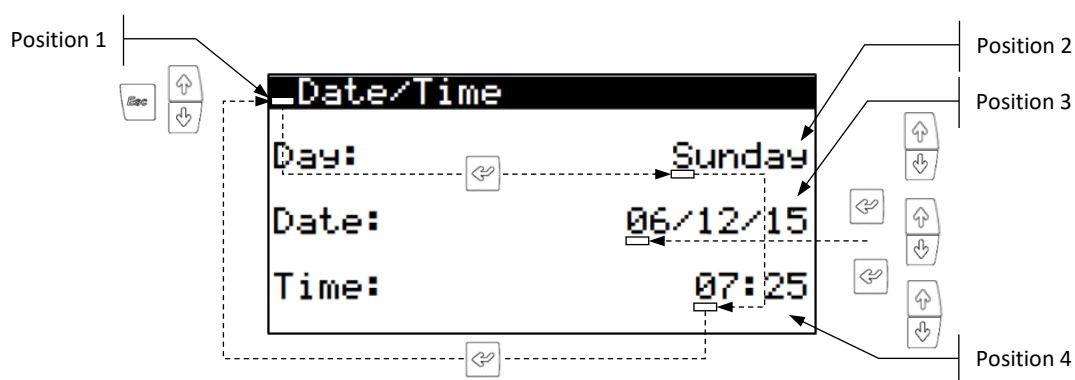 Position 1
Position 2
Date/Time
Position 3
Esc
Day: Sunday
Date: 06/12/15
Time: 07:25
Position 4